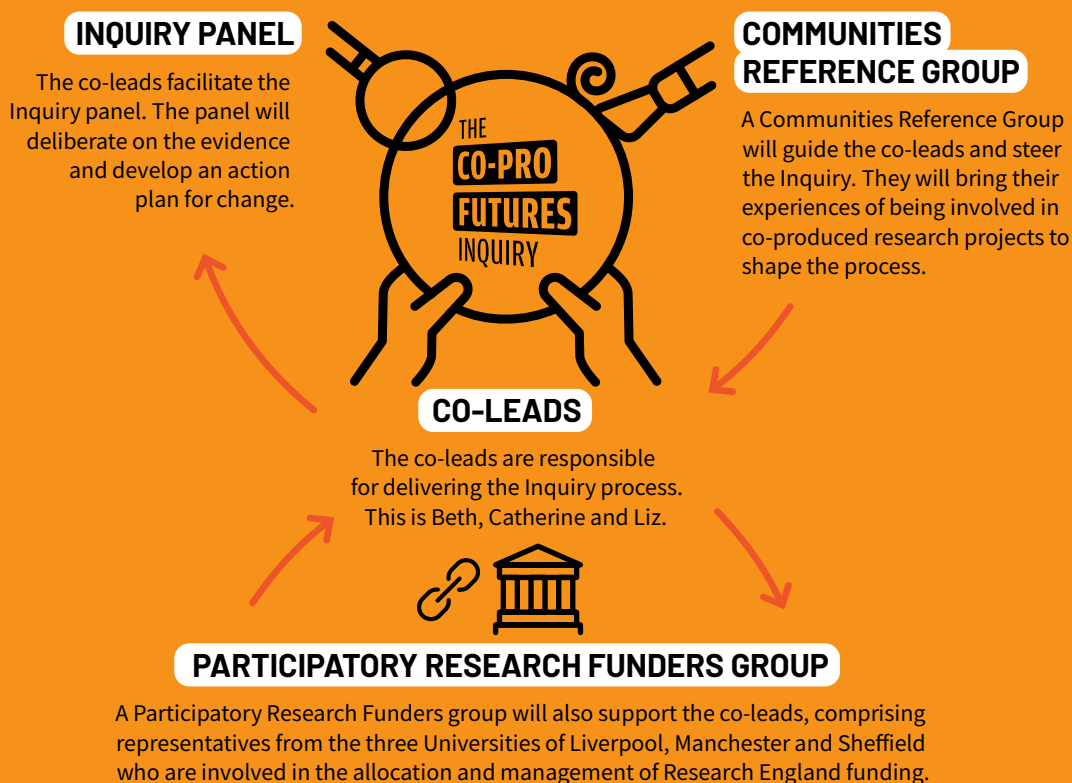 INQUIRY PANEL
The co-leads facilitate the
Inquiry panel. The panel will
deliberate on the evidence
and develop an action
plan for change.
THE
CO-PRO
FUTURES
INQUIRY
COMMUNITIES
REFERENCE GROUP
A Communities Reference Group
will guide the co-leads and steer
the Inquiry. They will bring their
experiences of being involved in
co-produced research projects to
shape the process.
CO-LEADS
The co-leads are responsible
for delivering the Inquiry process.
This is Beth, Catherine and Liz.
PARTICIPATORY RESEARCH FUNDERS GROUP
A Participatory Research Funders group will also support the co-leads, comprising
representatives from the three Universities of Liverpool, Manchester and Sheffield
who are involved in the allocation and management of Research England funding.